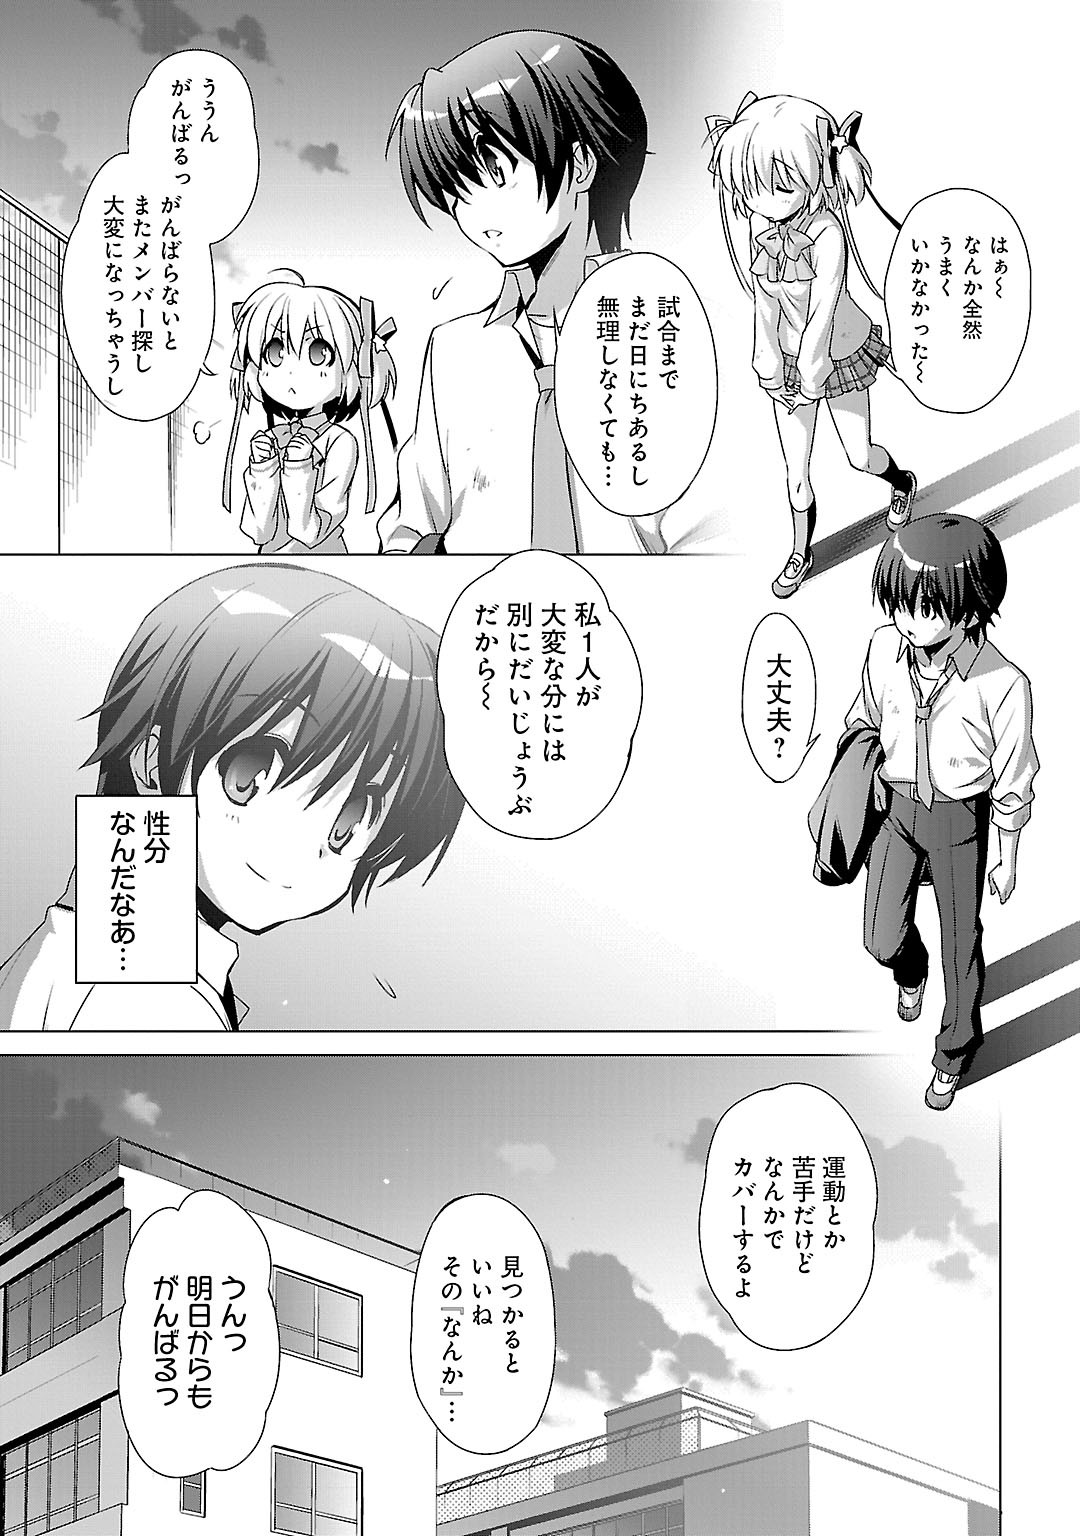 はぁ〜
なんか全然
うまく
いかなかった〜
大丈夫?
試合まで
まだ日にちあるし
無理しなくても…
ううん
がんばるっ
がんばらないと
またメンバー探し
大変になっちゃうし
私1人が
大変な分には
別にだいじょうぶ
だから〜
性分
なんだなあ…
運動とか
苦手だけど
なんかで
カバーするよ
見つかると
いいね
その『なんか』…
うんっ
明日からも
がんばるっ